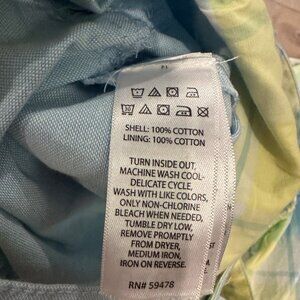 SHELL: 100% COTTON
LINING: 100% COTTON
TURN INSIDE OUT,
MACHINE WASH COOL-
DELICATE CYCLE,
WASH WITH LIKE COLORS,
ONLY NON-CHLORINE
BLEACH WHEN NEEDED,
TUMBLE DRY LOW,
REMOVE PROMPTLY
FROM DRYER,
MEDIUM IRON,
IRON ON REVERSE.
RN# 59478